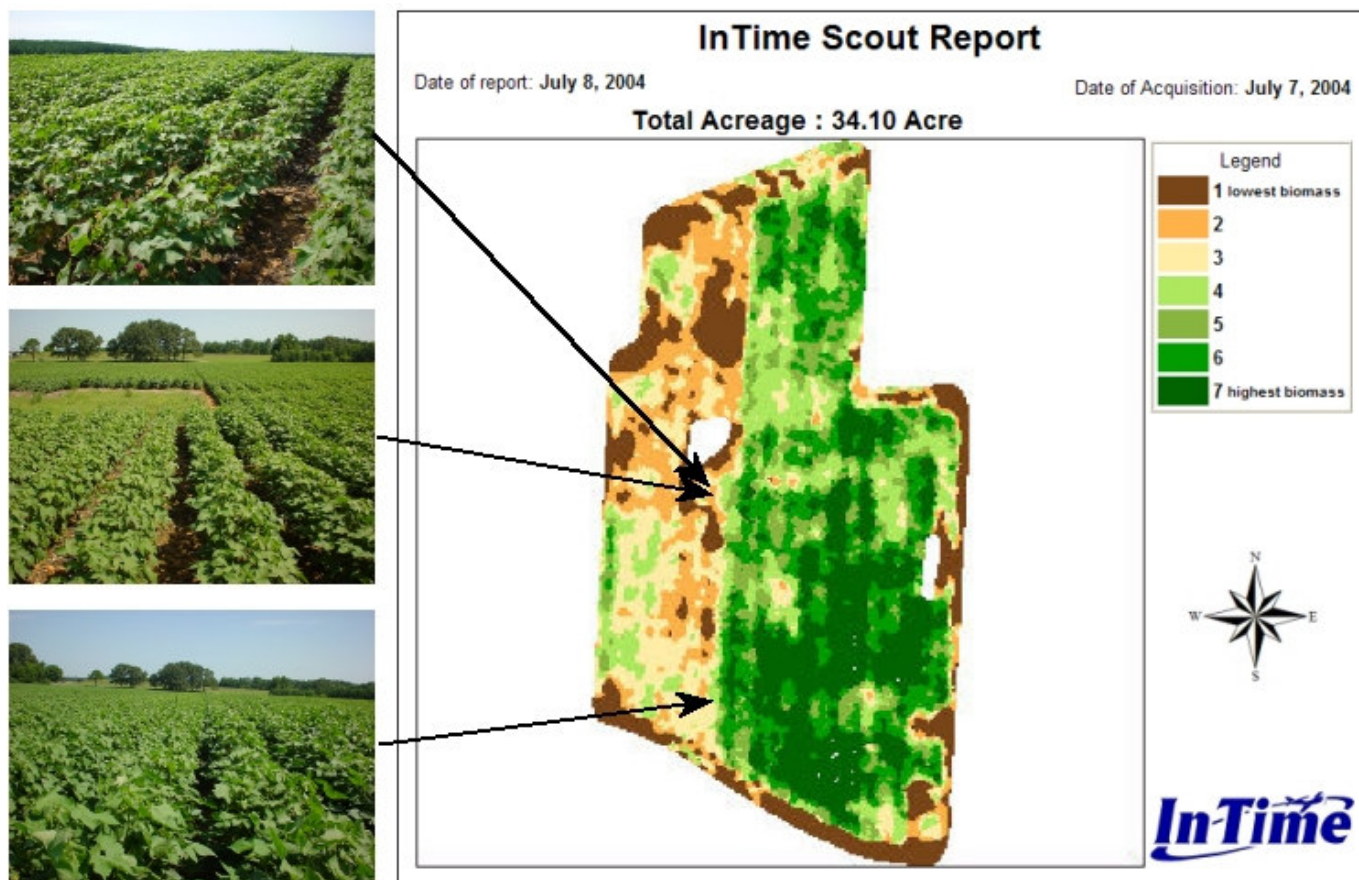 InTime Scout Report
Date of report: July 8, 2004
Date of Acquisition: July 7, 2004
Total Acreage : 34.10 Acre
Legend
1 lowest biomass
2
3
4
5
6
7 highest biomass
N
W E
S
In-Time